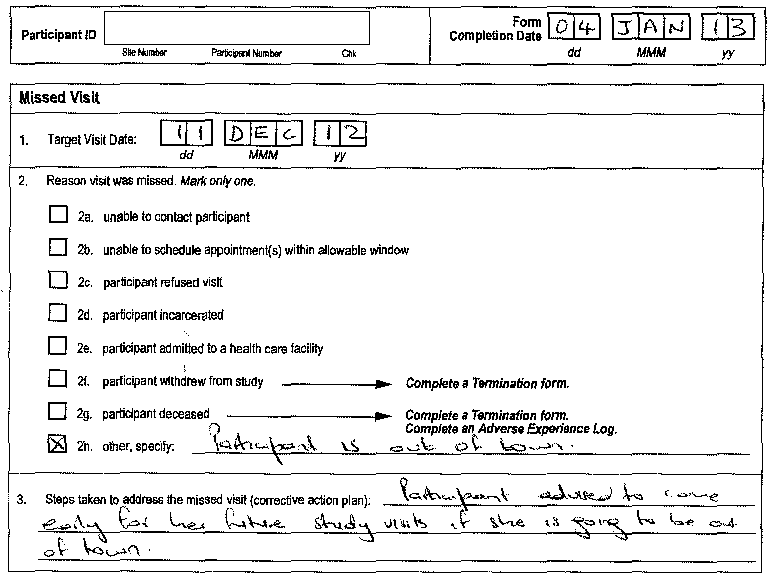 Participant ID
Site Number Participant Number Chk
Form Completion Date 04 JAN 13
dd MMM yy
Missed Visit
1. Target Visit Date: 11 DEC 12
dd MMM yy
2. Reason visit was missed. Mark only one.
2a. unable to contact participant
2b. unable to schedule appointment(s) within allowable window
2c. participant refused visit
2d. participant incarcerated
2e. participant admitted to a health care facility
2f. participant withdrew from study Complete a Termination form.
2g. participant deceased Complete a Termination form.
Complete an Adverse Experience Log.
2h. other, specify: Participant is out of town.
3. Steps taken to address the missed visit (corrective action plan): Participant advised to come
early for her future study visits if she is going to be out
of town.